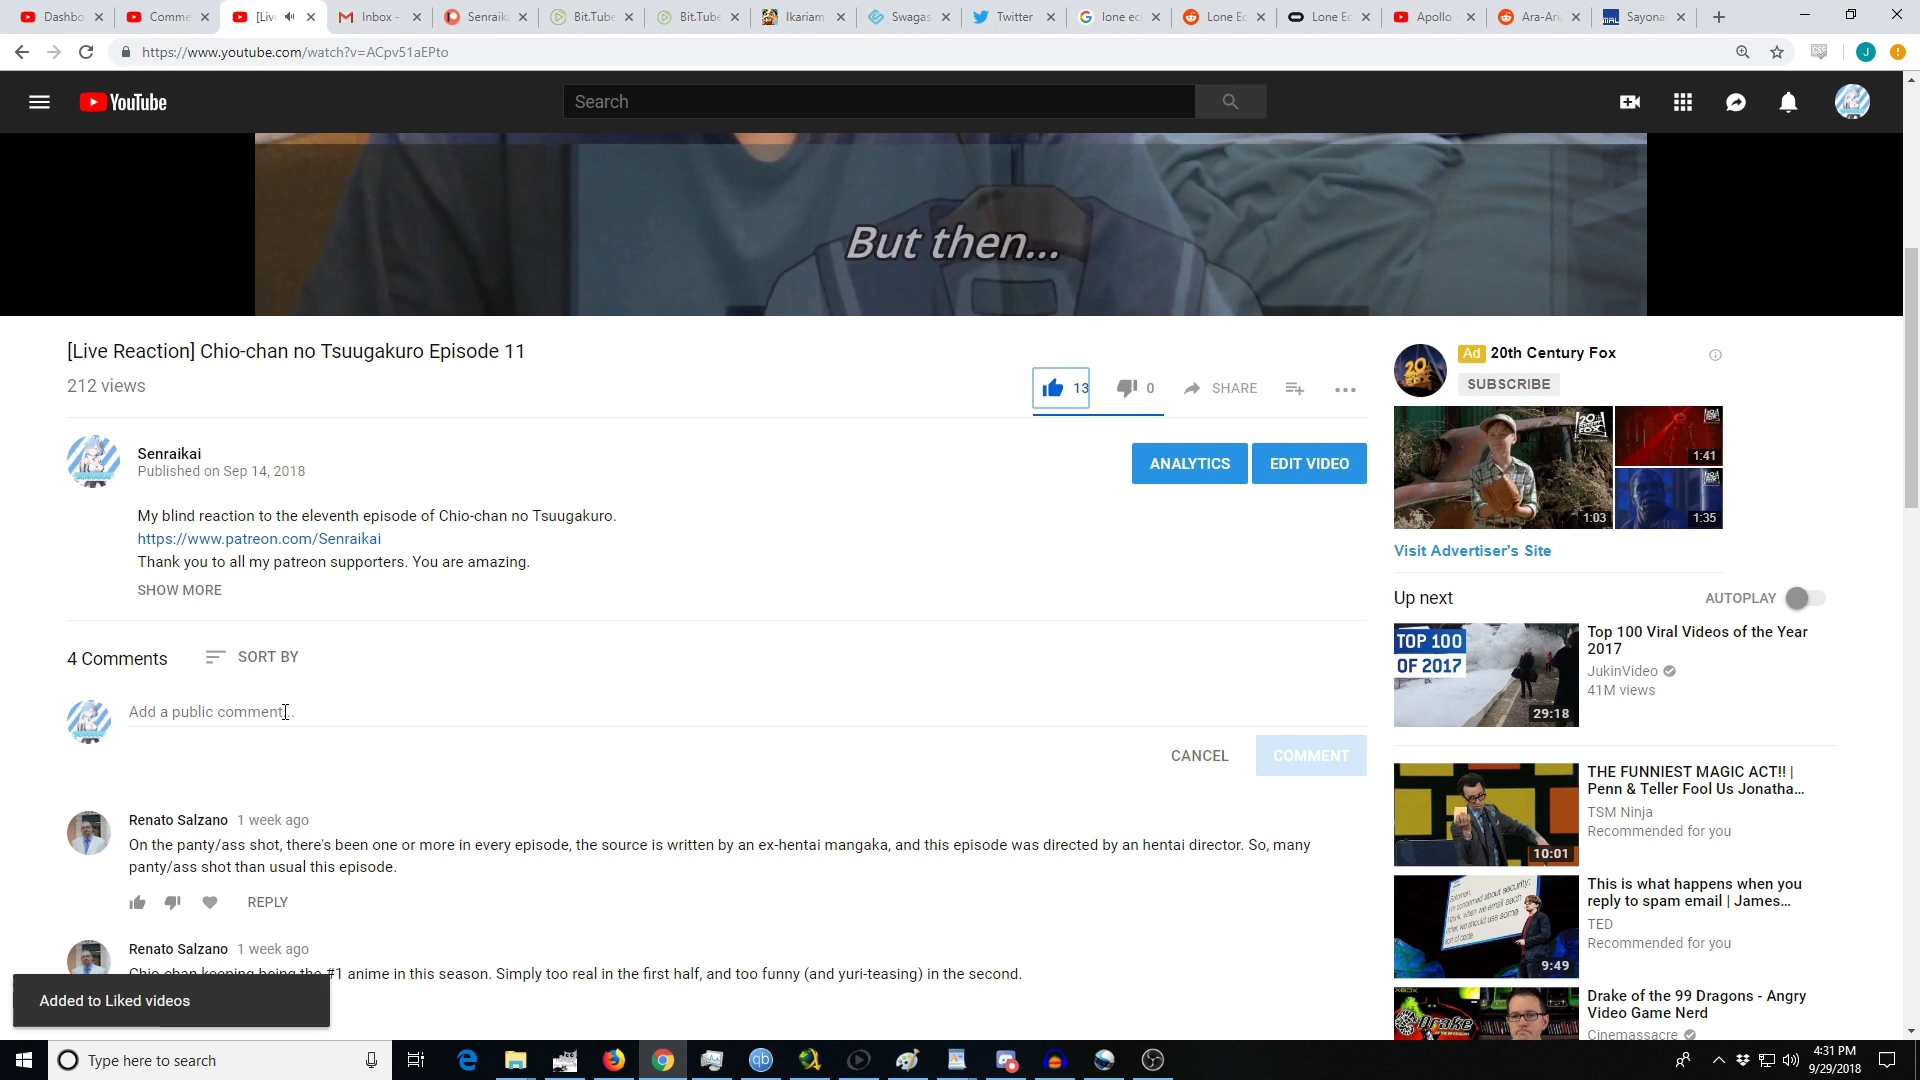 Dashbo
Comme
[Liv
Inbox -
Senraik
Bit.Tube
Bit.Tube
Ikariam
Swagas
Twitter
lone ec
Lone Ec
Lone Ec
Apollo
Ara-Ari
Sayona
https://www.youtube.com/watch?v=ACpv51aEPto
YouTube
Search
But then...
[Live Reaction] Chio-chan no Tsuugakuro Episode 11
212 views
13
0
SHARE
Senraikai
Published on Sep 14, 2018
ANALYTICS
EDIT VIDEO
My blind reaction to the eleventh episode of Chio-chan no Tsuugakuro.
https://www.patreon.com/Senraikai
Thank you to all my patreon supporters. You are amazing.
SHOW MORE
4 Comments
SORT BY
Add a public comment...
CANCEL
COMMENT
Renato Salzano 1 week ago
On the panty/ass shot, there's been one or more in every episode, the source is written by an ex-hentai mangaka, and this episode was directed by an hentai director. So, many
panty/ass shot than usual this episode.
REPLY
Renato Salzano 1 week ago
Chio-chan keeping being the #1 anime in this season. Simply too real in the first half, and too funny (and yuri-teasing) in the second.
Added to Liked videos
Ad 20th Century Fox
SUBSCRIBE
1:03
1:41
1:35
Visit Advertiser's Site
Up next
AUTOPLAY
TOP 100
OF 2017
29:18
Top 100 Viral Videos of the Year
2017
JukinVideo
41M views
10:01
THE FUNNIEST MAGIC ACT!! |
Penn & Teller Fool Us Jonatha...
TSM Ninja
Recommended for you
9:49
This is what happens when you
reply to spam email | James...
TED
Recommended for you
Drake of the 99 Dragons - Angry
Video Game Nerd
Cinemassacre
Type here to search
4:31 PM
9/29/2018